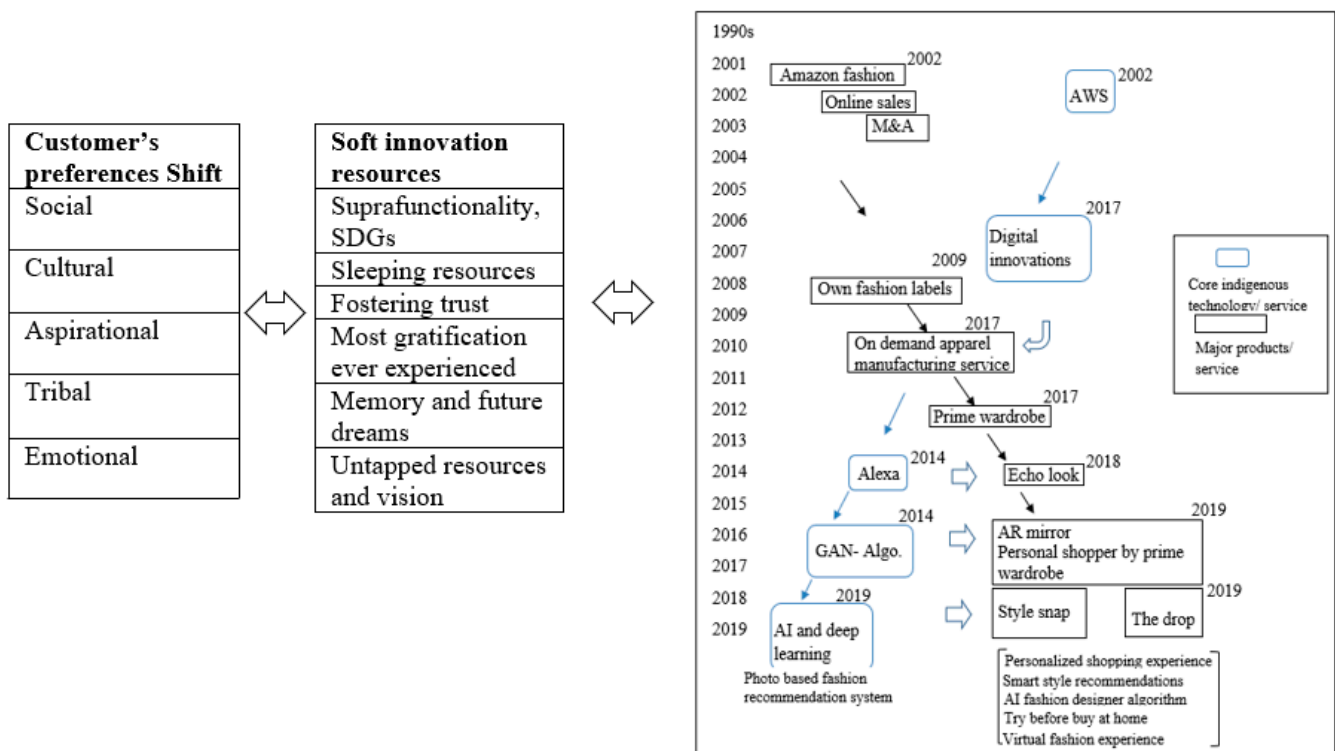 Customer's
preferences Shift
Social
Cultural
Aspirational
Tribal
Emotional
Soft innovation
resources
Suprafunctionality,
SDGs
Sleeping resources
Fostering trust
Most gratification
ever experienced
Memory and future
dreams
Untapped resources
and vision
1990s
2001
2002
2003
2004
2005
2006
2007
2008
2009
2010
2011
2012
2013
2014
2015
2016
2017
2018
2019
Amazon fashion
2002
Online sales
M&A
AWS
2002
Digital
innovations
2017
Own fashion labels
2009
On demand apparel
manufacturing service
2017
Prime wardrobe
2017
Alexa
2014
Echo look
2018
GAN- Algo.
2014
AR mirror
Personal shopper by prime
wardrobe
2019
AI and deep
learning
2019
Photo based fashion
recommendation system
Style snap
The drop
2019
Personalized shopping experience
Smart style recommendations
AI fashion designer algorithm
Try before buy at home
Virtual fashion experience
Core indigenous
technology/ service
Major products/
service